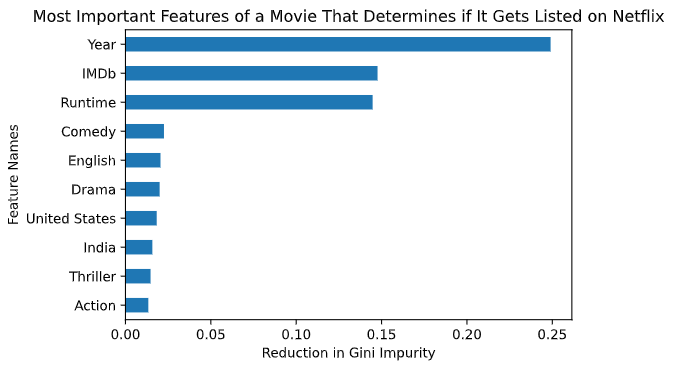 Most Important Features of a Movie That Determines if It Gets Listed on Netflix
Year
IMDb
Runtime
Comedy
English
Drama
United States
India
Thriller
Action
Feature Names
0.00 0.05 0.10 0.15 0.20 0.25
Reduction in Gini Impurity